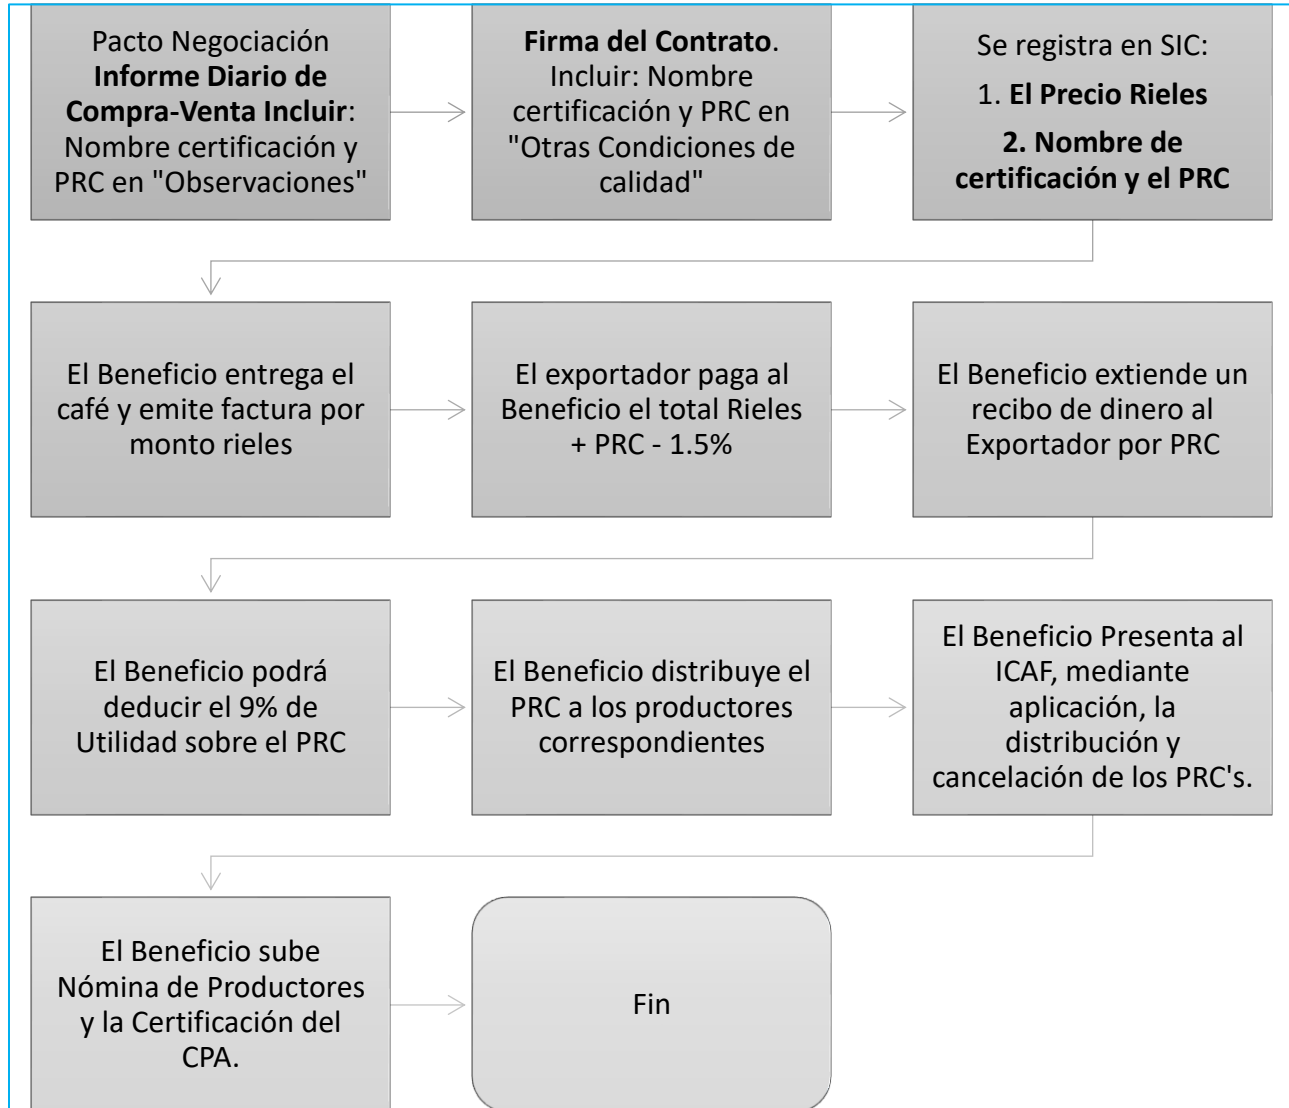 Pacto Negociación
Informe Diario de
Compra-Venta Incluir:
Nombre certificación y
PRC en "Observaciones"
Firma del Contrato.
Incluir: Nombre
certificación y PRC en
"Otras Condiciones de
calidad"
Se registra en SIC:
1. El Precio Rieles
2. Nombre de
certificación y el PRC
El Beneficio entrega el
café y emite factura por
monto rieles
El exportador paga al
Beneficio el total Rieles
+ PRC - 1.5%
El Beneficio extiende un
recibo de dinero al
Exportador por PRC
El Beneficio podrá
deducir el 9% de
Utilidad sobre el PRC
El Beneficio distribuye el
PRC a los productores
correspondientes
El Beneficio Presenta al
ICAF, mediante
aplicación, la
distribución y
cancelación de los PRC's.
El Beneficio sube
Nómina de Productores
y la Certificación del
CPA.
Fin